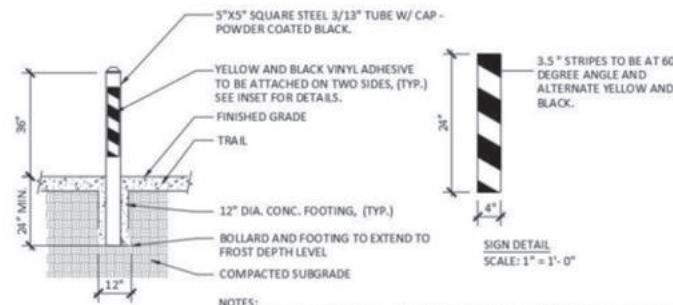 5"X5" SQUARE STEEL 3/13" TUBE W/ CAP -
POWDER COATED BLACK.
YELLOW AND BLACK VINYL ADHESIVE
TO BE ATTACHED ON TWO SIDES, (TYP.)
SEE INSET FOR DETAILS.
FINISHED GRADE
TRAIL
12" DIA. CONC. FOOTING, (TYP.)
BOLLARD AND FOOTING TO EXTEND TO
FROST DEPTH LEVEL
COMPACTED SUBGRADE
36"
24" MIN.
12"
NOTES:
3.5 " STRIPES TO BE AT 60
DEGREE ANGLE AND
ALTERNATE YELLOW AND
BLACK.
24"
4"
SIGN DETAIL
SCALE: 1" = 1'- 0"